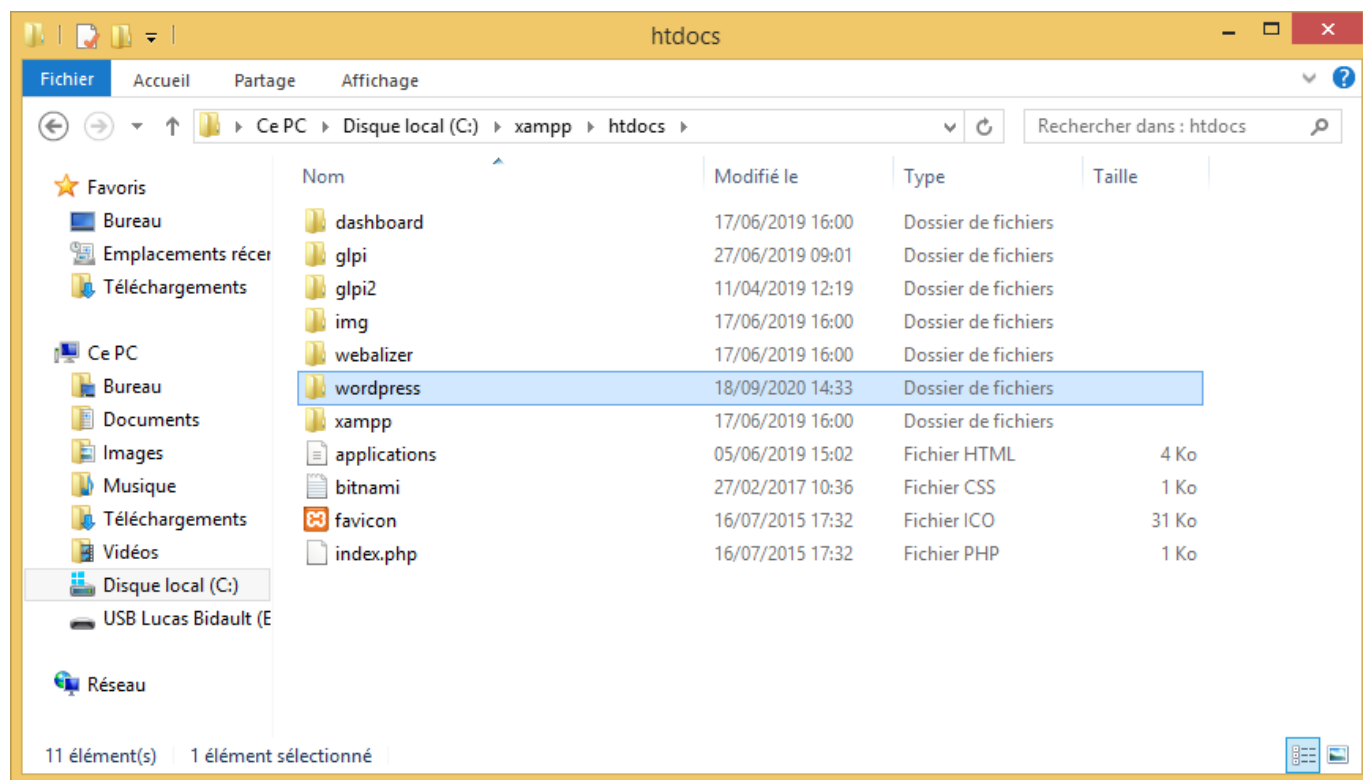 htdocs
Fichier Accueil Partage Affichage
Ce PC Disque local (C:) xampp htdocs Rechercher dans : htdocs
Nom Modifié le Type Taille
Favoris
Bureau
Emplacements récer
Téléchargements
Ce PC
Bureau
Documents
Images
Musique
Téléchargements
Vidéos
Disque local (C:)
USB Lucas Bidault (E
Réseau
dashboard 17/06/2019 16:00 Dossier de fichiers
glpi 27/06/2019 09:01 Dossier de fichiers
glpi2 11/04/2019 12:19 Dossier de fichiers
img 17/06/2019 16:00 Dossier de fichiers
webalizer 17/06/2019 16:00 Dossier de fichiers
wordpress 18/09/2020 14:33 Dossier de fichiers
xampp 17/06/2019 16:00 Dossier de fichiers
applications 05/06/2019 15:02 Fichier HTML 4 Ko
bitnami 27/02/2017 10:36 Fichier CSS 1 Ko
favicon 16/07/2015 17:32 Fichier ICO 31 Ko
index.php 16/07/2015 17:32 Fichier PHP 1 Ko
11 élément(s) 1 élément sélectionné